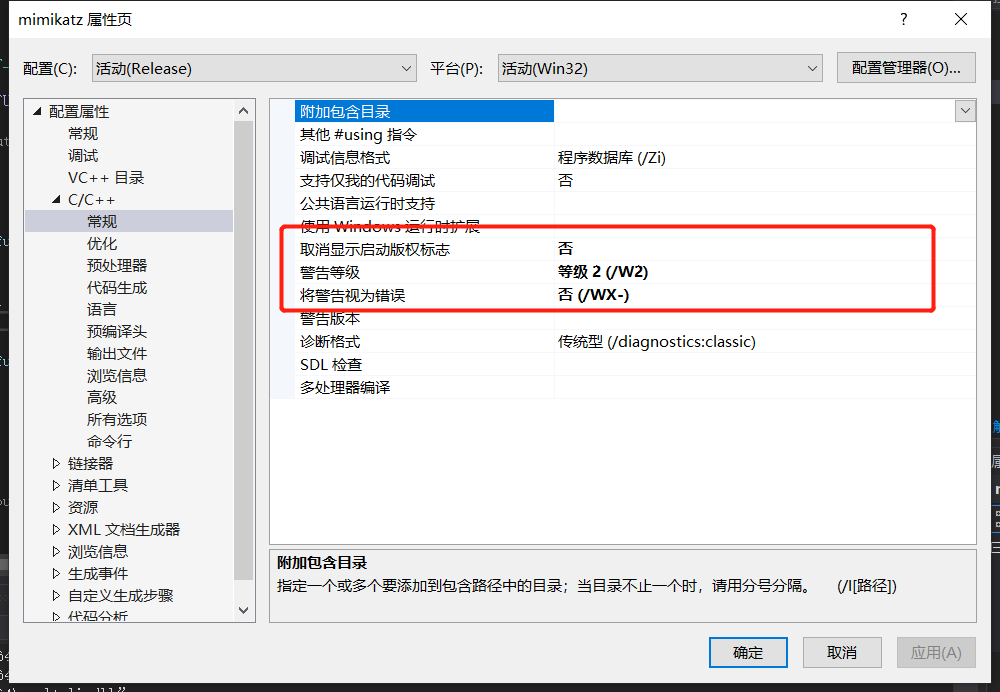 mimikatz 属性页
?
配置(C): 活动(Release) 平台(P): 活动(Win32) 配置管理器(O)...
配置属性
常规
调试
VC++ 目录
C/C++
常规
优化
预处理器
代码生成
语言
预编译头
输出文件
浏览信息
高级
所有选项
命令行
链接器
清单工具
资源
XML 文档生成器
浏览信息
生成事件
自定义生成步骤
代码分析
附加包含目录
其他 #using 指令
调试信息格式 程序数据库 (/Zi)
支持仅我的代码调试 否
公共语言运行时支持
使用 Windows 运行时扩展
取消显示启动版权标志 否
警告等级 等级 2 (/W2)
将警告视为错误 否 (/WX-)
警告版本
诊断格式 传统型 (/diagnostics:classic)
SDL 检查
多处理器编译
附加包含目录
指定一个或多个要添加到包含路径中的目录；当目录不止一个时，请用分号分隔。 (/I[路径])
确定 取消 应用(A)